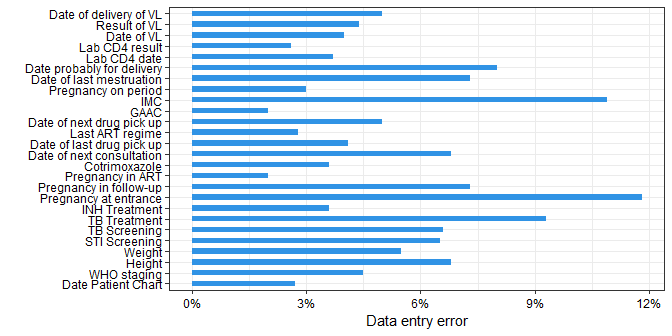 Date of delivery of VL
Result of VL
Date of VL
Lab CD4 result
Lab CD4 date
Date probably for delivery
Date of last mestruation
Pregnant on period
IMC
GAAC
Date of next drug pick up
Last ART regime
Date of last drug pick up
Date of next consultation
Cotrimoxazole
Pregnancy in ART
Pregnancy in follow-up
Pregnancy at entrance
INH Treatment
TB Treatment
TB Screening
STI Screening
Weight
Height
WHO staging
Date Patient Chart
0% 3% 6% 9% 12%
Data entry error